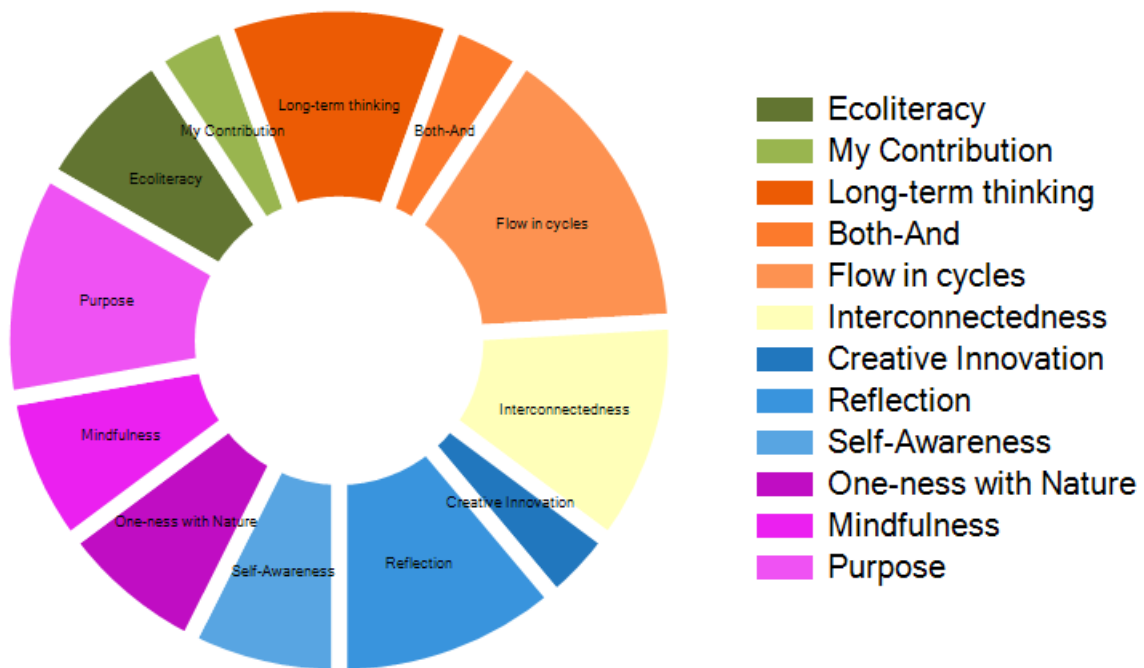 Long-term thinking
My Contribution
Both-And
Ecoliteracy
Flow in cycles
Purpose
Interconnectedness
Mindfulness
Creative Innovation
One-ness with Nature
Reflection
Self-Awareness
Ecoliteracy
My Contribution
Long-term thinking
Both-And
Flow in cycles
Interconnectedness
Creative Innovation
Reflection
Self-Awareness
One-ness with Nature
Mindfulness
Purpose